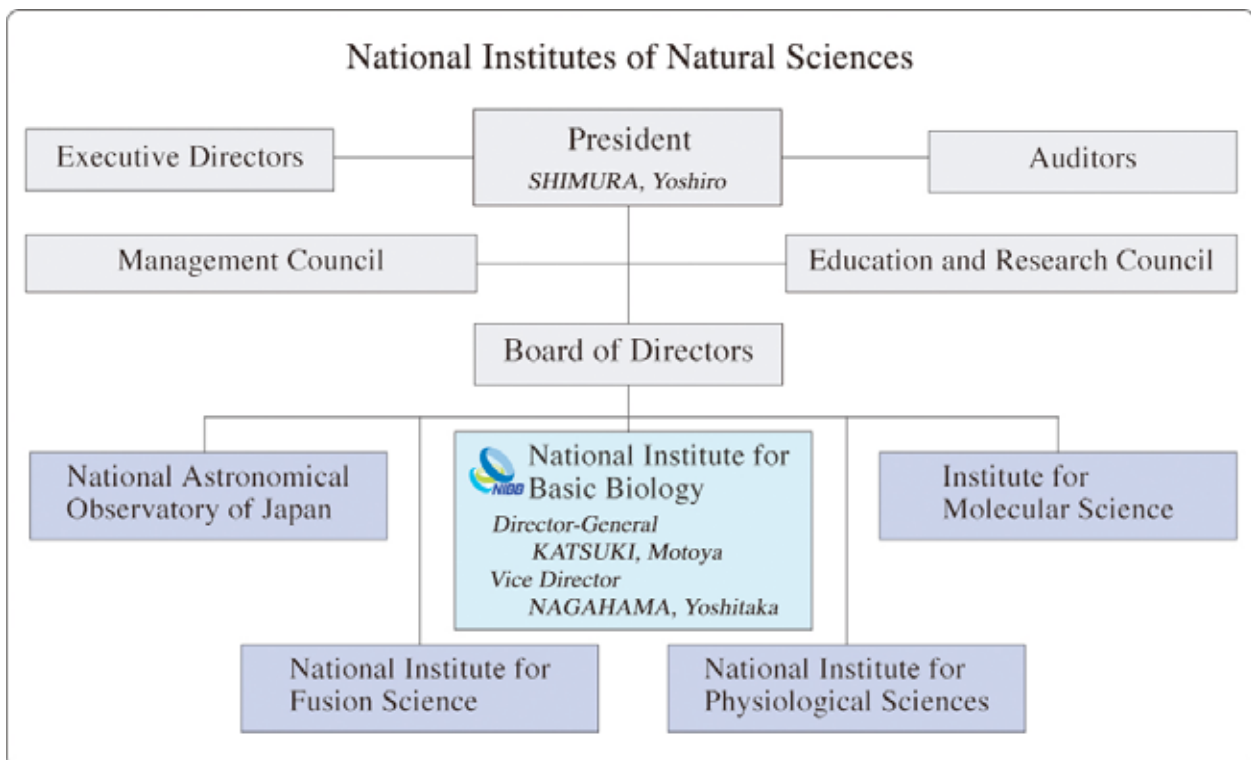 National Institutes of Natural Sciences
Executive Directors
President
SHIMURA, Yoshiro
Auditors
Management Council
Education and Research Council
Board of Directors
National Astronomical
Observatory of Japan
NIBB
National Institute for
Basic Biology
Director-General
KATSUKI, Motoya
Vice Director
NAGAHAMA, Yoshitaka
Institute for
Molecular Science
National Institute for
Fusion Science
National Institute for
Physiological Sciences